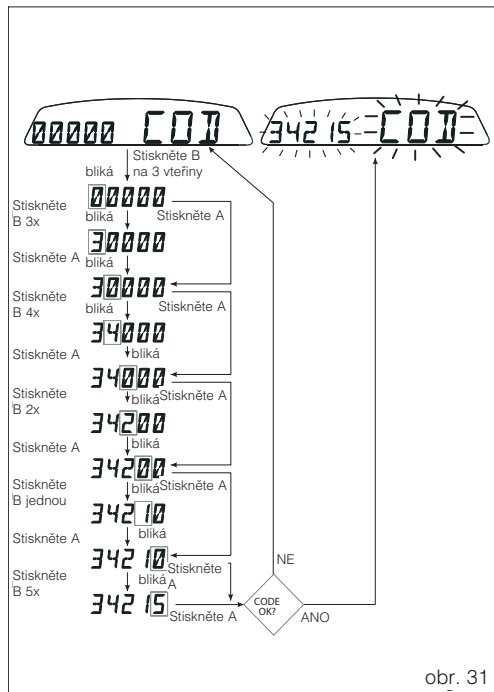 00000 COD
34215 COD
Stiskněte B
na 3 vteřiny
bliká
00000
Stiskněte
B 3x
bliká
Stiskněte A
30000
Stiskněte A
bliká
30000
Stiskněte
B 4x
bliká
Stiskněte A
34000
Stiskněte A
bliká
34000
Stiskněte
B 2x
bliká
Stiskněte A
34200
Stiskněte A
bliká
34200
Stiskněte
B jednou
bliká
Stiskněte A
34210
Stiskněte A
bliká
34210
Stiskněte
B 5x
bliká
Stiskněte
A
34215
Stiskněte A
CODE
OK?
NE
ANO
obr. 31